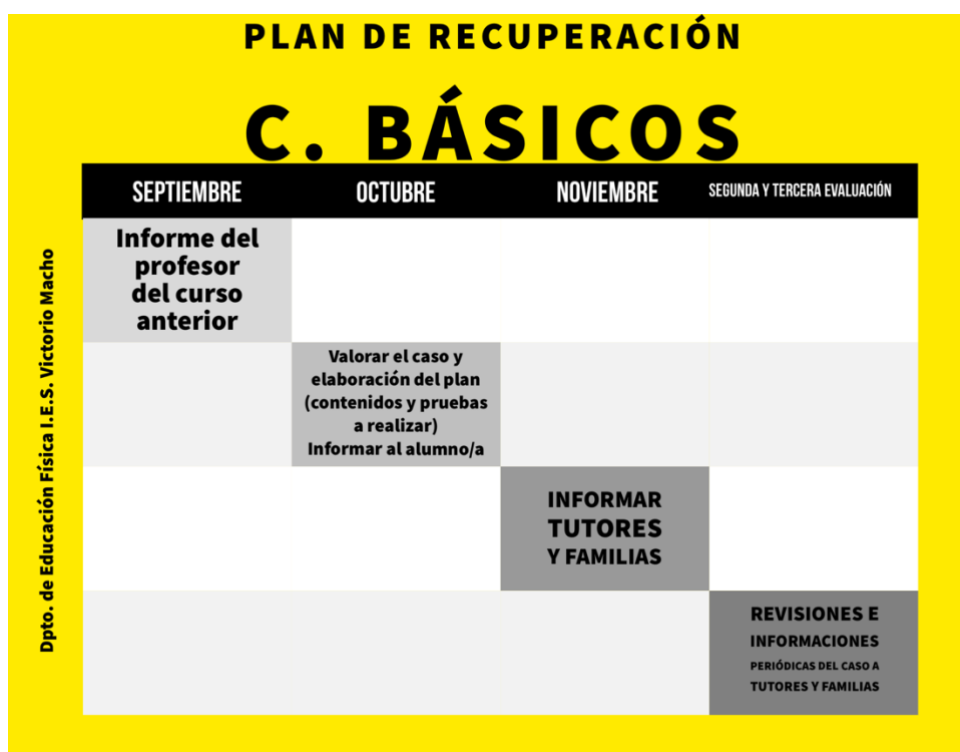 PLAN DE RECUPERACIÓN
C. BÁSICOS
SEPTIEMBRE
OCTUBRE
NOVIEMBRE
SEGUNDA Y TERCERA EVALUACIÓN
Informe del
profesor
del curso
anterior
Valorar el caso y
elaboración del plan
(contenidos y pruebas
a realizar)
Informar al alumno/a
INFORMAR
TUTORES
Y FAMILIAS
REVISIONES E
INFORMACIONES
PERIÓDICAS DEL CASO A
TUTORES Y FAMILIAS
Dpto. de Educación Física I.E.S. Victorio Macho